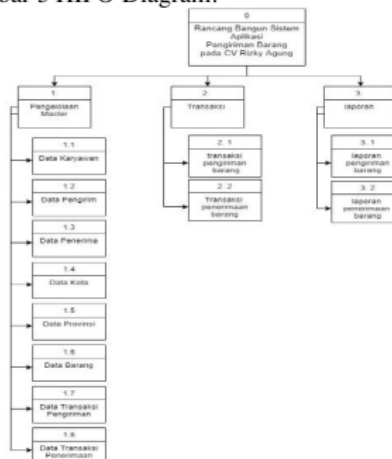 bar 5 HIPO Diagram.
0
Rancang Bangun Sistem
Aplikasi
Pengiriman Barang
pada CV Rizky Agung
1.
Pengelolaan
Master
2.
Transaksi
3.
laporan
1.1
Data Karyawan
1.2
Data Pengirim
1.3
Data Penerima
1.4
Data Kota
1.5
Data Provinsi
1.6
Data Barang
1.7
Data Transaksi
Pengiriman
1.8
Data Transaksi
Penerimaan
2. 1
transaksi
pengiriman
barang
2. 2
Transaksi
penerimaan
barang
3. 1
laporan
pengiriman
barang
3. 2
laporan
penerimaan
barang